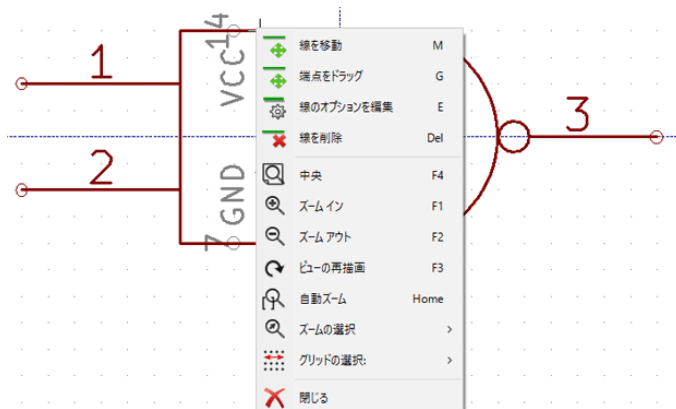 14
VCC
1
2
GND
7
3
線を移動 M
端点をドラッグ G
線のオプションを編集 E
線を削除 Del
中央 F4
ズーム イン F1
ズーム アウト F2
ビューの再描画 F3
自動ズーム Home
ズームの選択
グリッドの選択:
閉じる